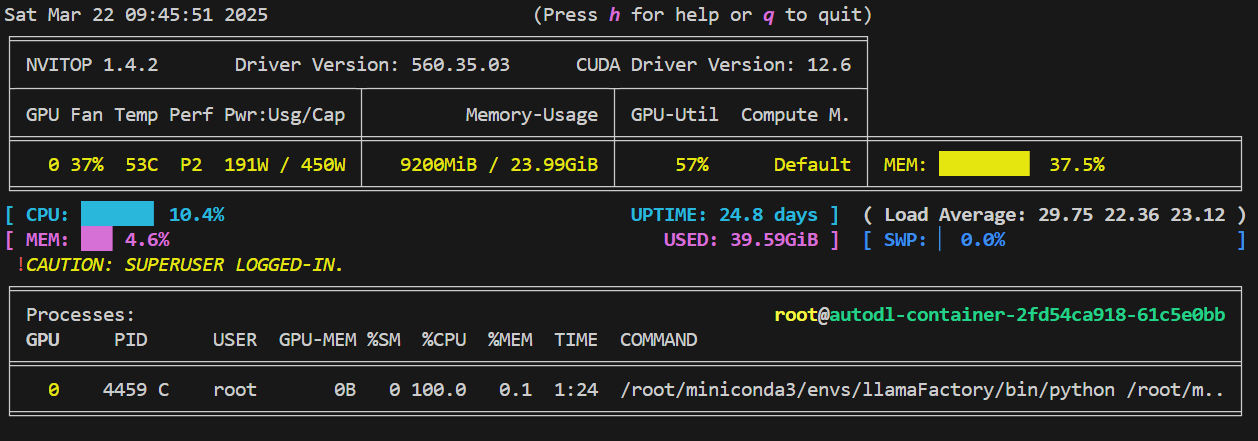 Sat Mar 22 09:45:51 2025 (Press h for help or q to quit)
NVITOP 1.4.2 Driver Version: 560.35.03 CUDA Driver Version: 12.6
GPU Fan Temp Perf Pwr:Usg/Cap Memory-Usage GPU-Util Compute M.
0 37% 53C P2 191W / 450W 9200MiB / 23.99GiB 57% Default MEM: 37.5%
[ CPU: 10.4% UPTIME: 24.8 days ] ( Load Average: 29.75 22.36 23.12 )
[ MEM: 4.6% USED: 39.59GiB ] [ SWP: 0.0% ]
!CAUTION: SUPERUSER LOGGED-IN.
Processes: root@autodl-container-2fd54ca918-61c5e0bb
GPU PID USER GPU-MEM %SM %CPU %MEM TIME COMMAND
0 4459 C root 0B 0 100.0 0.1 1:24 /root/miniconda3/envs/llamaFactory/bin/python /root/m..